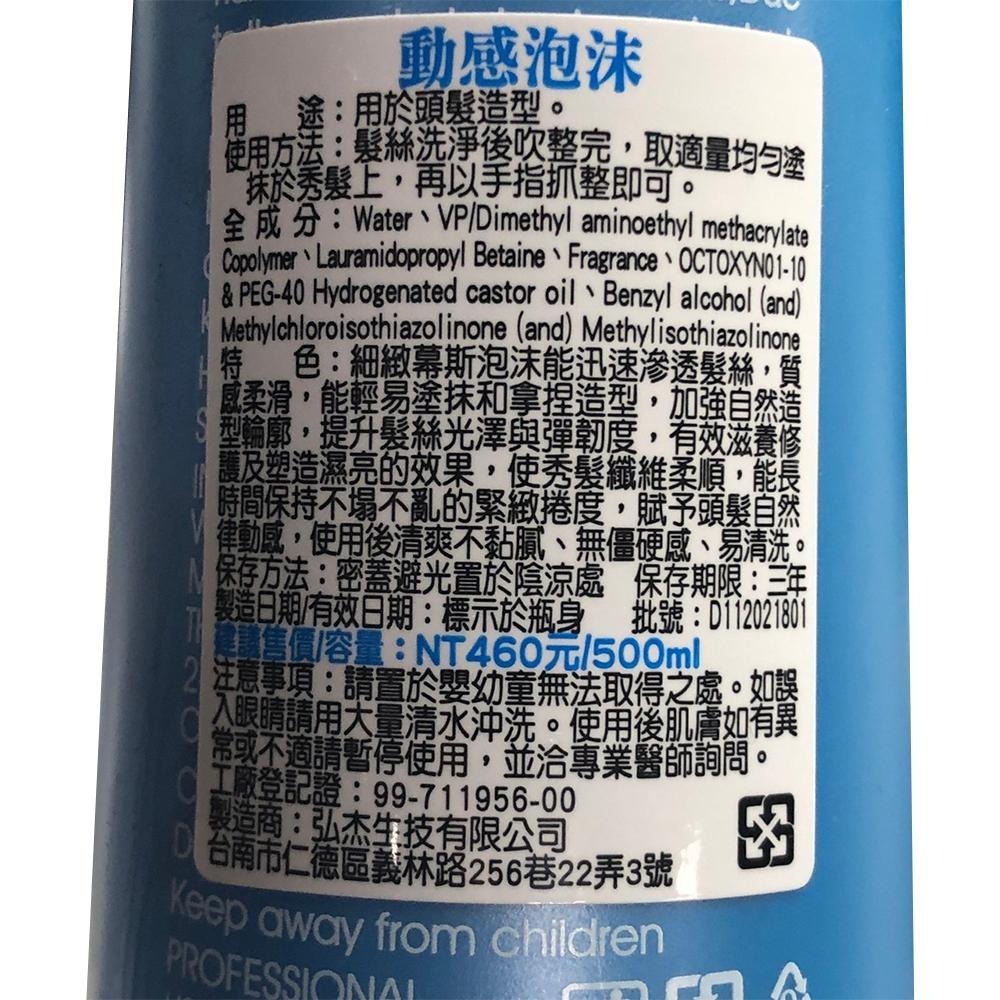 動感泡沫
用　　途：用於頭髮造型。
使用方法：髮絲洗淨後吹整完，取適量均勻塗
抹於秀髮上，再以手指抓整即可。
全成分：Water、VP/Dimethyl aminoethyl methacrylate
Copolymer、Lauramidopropyl Betaine、Fragrance、OCTOXYN01-10
& PEG-40 Hydrogenated castor oil、Benzyl alcohol (and)
Methylchloroisothiazolinone (and) Methylisothiazolinone
特　　色：細緻幕斯泡沫能迅速滲透髮絲，質
感柔滑，能輕易塗抹和拿捏造型，加強自然造
型輪廓，提升髮絲光澤與彈韌度，有效滋養修
護及塑造濕亮的效果，使秀髮纖維柔順，能長
時間保持不塌不亂的緊緻捲度，賦予頭髮自然
律動感，使用後清爽不黏膩、無僵硬感、易清洗。
保存方法：密蓋避光置於陰涼處　保存期限：三年
製造日期/有效日期：標示於瓶身　批號：D112021801
建議售價/容量：NT460元/500ml
注意事項：請置於嬰幼童無法取得之處。如誤
入眼睛請用大量清水沖洗。使用後肌膚如有異
常或不適請暫停使用，並洽專業醫師詢問。
工廠登記證：99-711956-00
製造商：弘杰生技有限公司
台南市仁德區義林路256巷22弄3號
Keep away from children
PROFESSIONAL